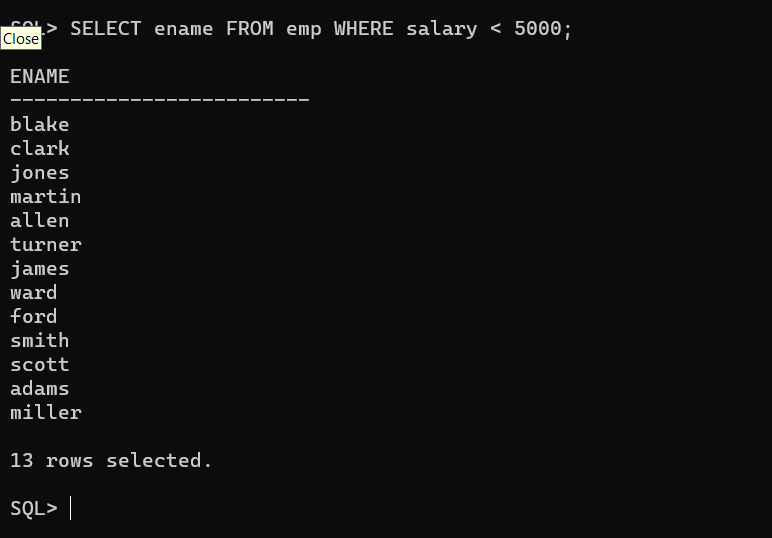 SQL> SELECT ename FROM emp WHERE salary < 5000;
Close
ENAME
-------------------------
blake
clark
jones
martin
allen
turner
james
ward
ford
smith
scott
adams
miller
13 rows selected.
SQL>